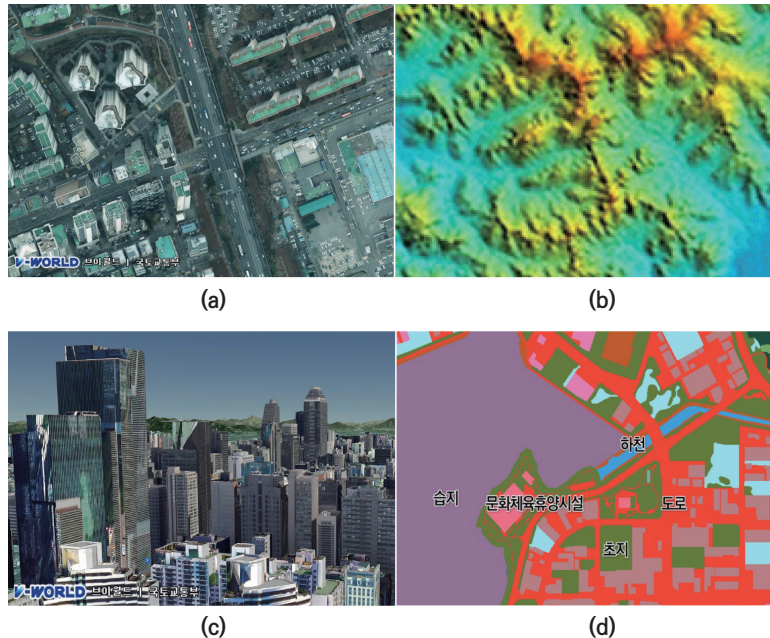 V-WORLD 브이월드 | 국토교통부
(a)
(b)
V-WORLD 브이월드 | 국토교통부
(c)
하천
습지
문화체육휴양시설
도로
초지
(d)